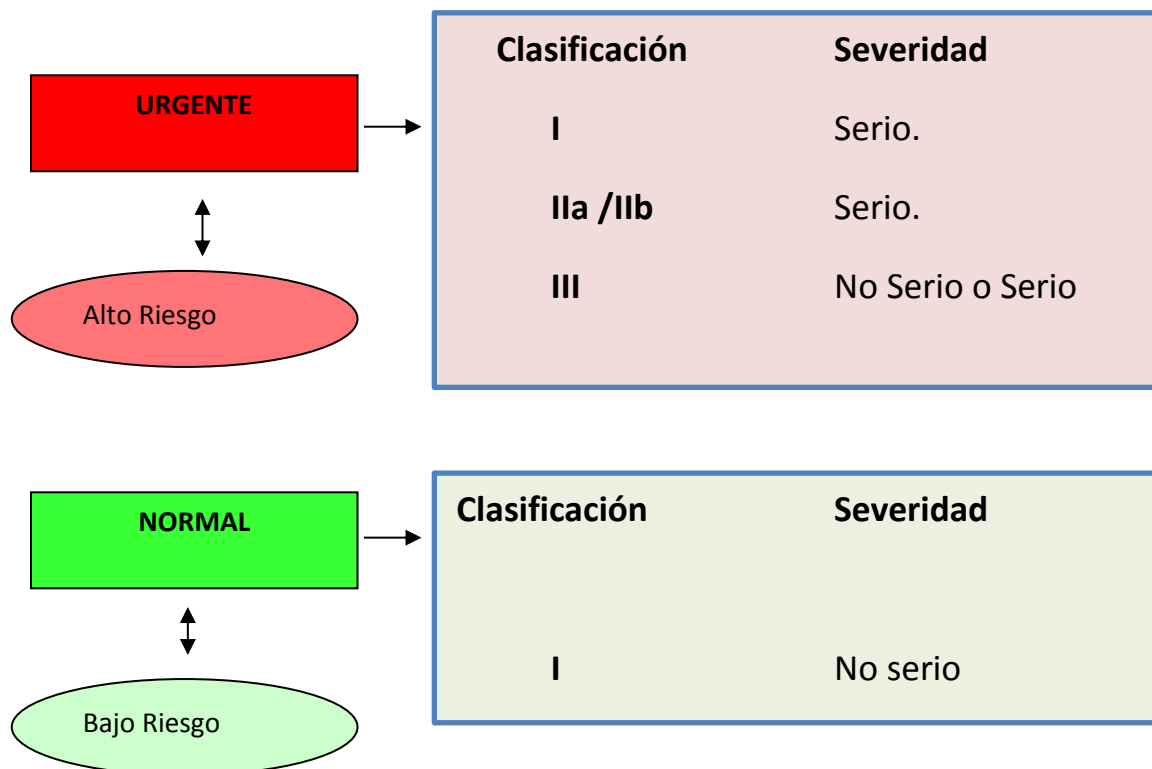 Clasificación Severidad
URGENTE
I Serio.
IIa /IIb Serio.
III No Serio o Serio
Alto Riesgo
Clasificación Severidad
NORMAL
I No serio
Bajo Riesgo